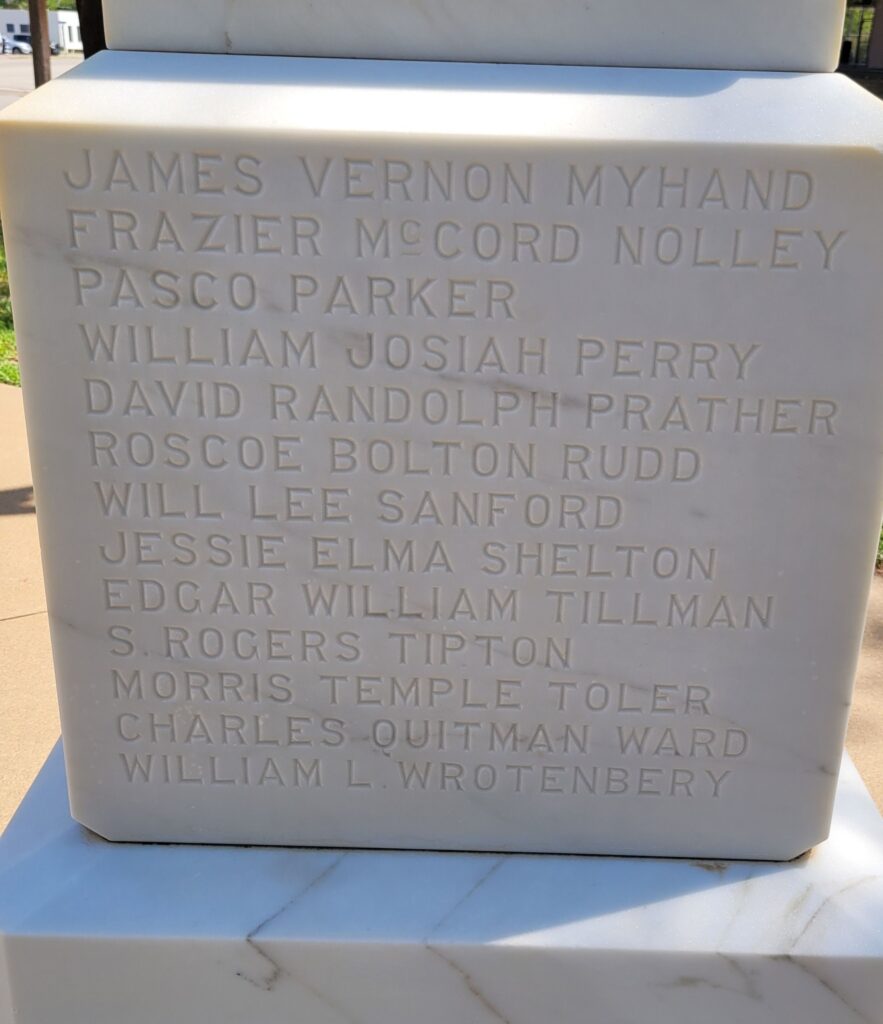 JAMES VERNON MYHAND
FRAZIER McCORD NOLLEY
PASCO PARKER
WILLIAM JOSIAH PERRY
DAVID RANDOLPH PRATHER
ROSCOE BOLTON RUDD
WILL LEE SANFORD
JESSIE ELMA SHELTON
EDGAR WILLIAM TILLMAN
S. ROGERS TIPTON
MORRIS TEMPLE TOLER
CHARLES QUITMAN WARD
WILLIAM L. WROTENBERY